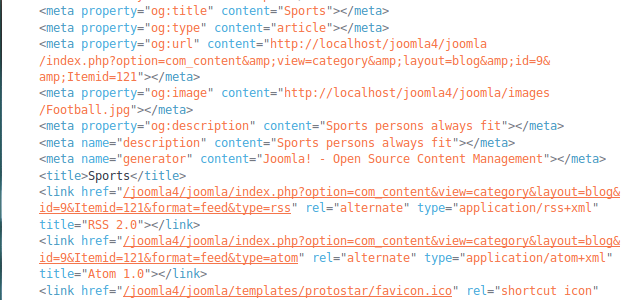 <meta property="og:title" content="Sports"></meta>
<meta property="og:type" content="article"></meta>
<meta property="og:url" content="http://localhost/joomla4/joomla
/index.php?option=com_content&amp;view=category&amp;layout=blog&amp;id=9&
amp;Itemid=121"></meta>
<meta property="og:image" content="http://localhost/joomla4/joomla/images
/Football.jpg"></meta>
<meta property="og:description" content="Sports persons always fit"></meta>
<meta name="description" content="Sports persons always fit"></meta>
<meta name="generator" content="Joomla! - Open Source Content Management"></meta>
<title>Sports</title>
<link href="/joomla4/joomla/index.php?option=com_content&view=category&layout=blog&
id=9&Itemid=121&format=feed&type=rss" rel="alternate" type="application/rss+xml"
title="RSS 2.0"></link>
<link href="/joomla4/joomla/index.php?option=com_content&view=category&layout=blog&
id=9&Itemid=121&format=feed&type=atom" rel="alternate" type="application/atom+xml"
title="Atom 1.0"></link>
<link href="/joomla4/joomla/templates/protostar/favicon.ico" rel="shortcut icon"